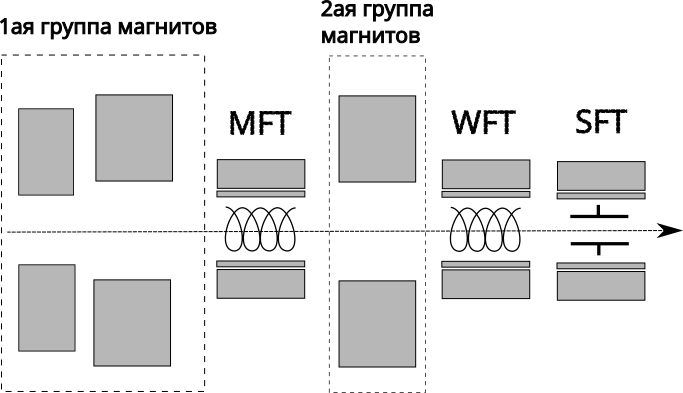 1ая группа магнитов
2ая группа
магнитов
MFT
WFT
SFT